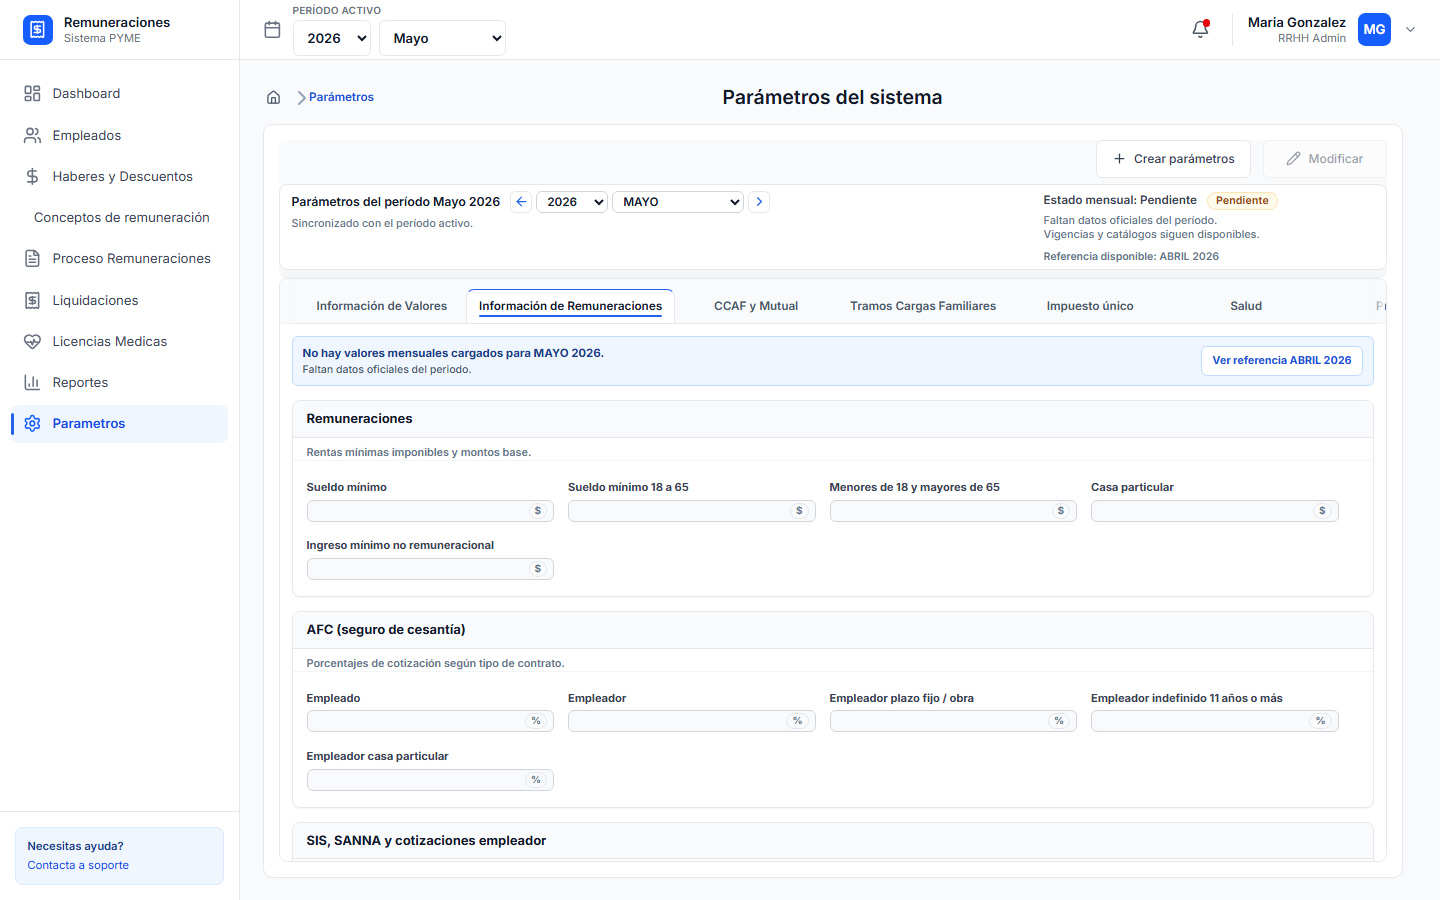 Remuneraciones
Sistema PYME
PERÍODO ACTIVO
2026
Mayo
Maria Gonzalez
RRHH Admin
MG
Dashboard
Empleados
Haberes y Descuentos
Conceptos de remuneración
Proceso Remuneraciones
Liquidaciones
Licencias Medicas
Reportes
Parametros
Necesitas ayuda?
Contacta a soporte
Parámetros
Parámetros del sistema
Crear parámetros
Modificar
Parámetros del período Mayo 2026
2026
MAYO
Sincronizado con el período activo.
Estado mensual: Pendiente
Pendiente
Faltan datos oficiales del período.
Vigencias y catálogos siguen disponibles.
Referencia disponible: ABRIL 2026
Información de Valores
Información de Remuneraciones
CCAF y Mutual
Tramos Cargas Familiares
Impuesto único
Salud
No hay valores mensuales cargados para MAYO 2026.
Faltan datos oficiales del periodo.
Ver referencia ABRIL 2026
Remuneraciones
Rentas mínimas imponibles y montos base.
Sueldo mínimo
Sueldo mínimo 18 a 65
Menores de 18 y mayores de 65
Casa particular
$
$
$
$
Ingreso mínimo no remuneracional
$
AFC (seguro de cesantía)
Porcentajes de cotización según tipo de contrato.
Empleado
Empleador
Empleador plazo fijo / obra
Empleador indefinido 11 años o más
%
%
%
%
Empleador casa particular
%
SIS, SANNA y cotizaciones empleador